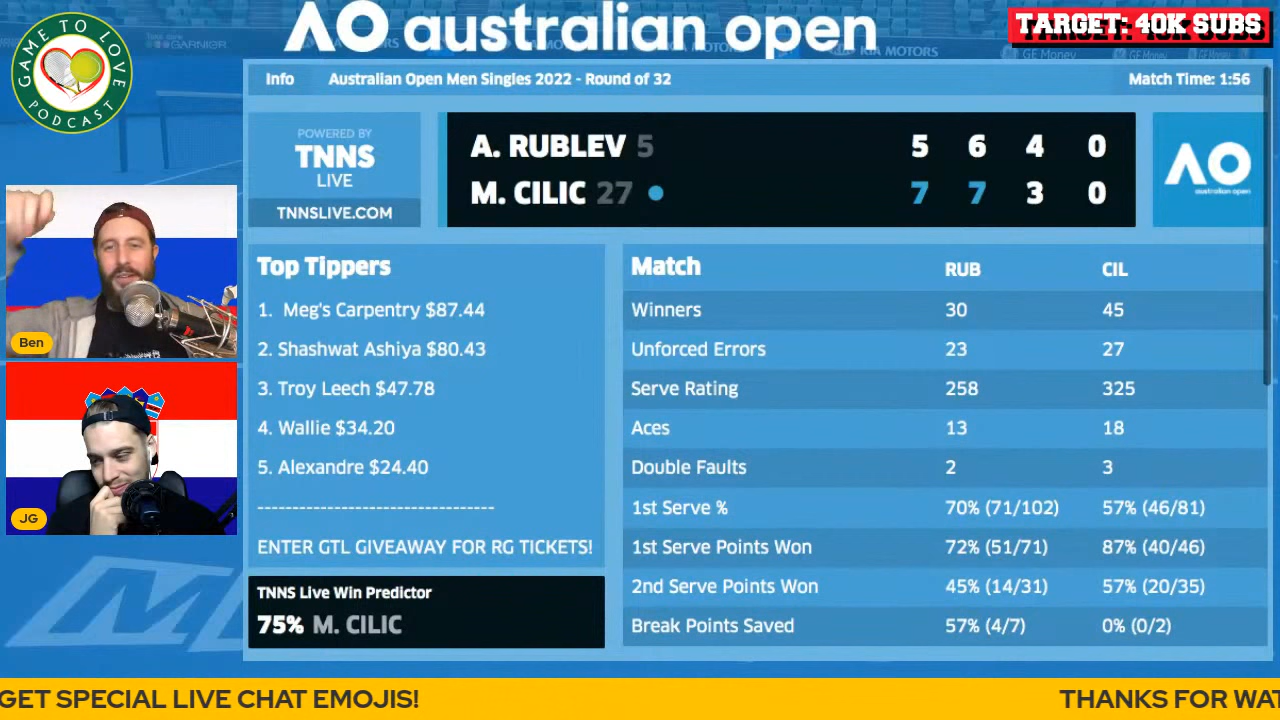 GAME TO LOVE
PODCAST
AO australian open
TARGET: 40K SUBS
GARNIER
KIA MOTORS
GE Money
Info Australian Open Men Singles 2022 - Round of 32 Match Time: 1:56
POWERED BY
TNNS
LIVE
TNNSLIVE.COM
A. RUBLEV 5 5 6 4 0
M. CILIC 27 7 7 3 0
AO
australian open
Top Tippers
1. Meg's Carpentry $87.44
2. Shashwat Ashiya $80.43
3. Troy Leech $47.78
4. Wallie $34.20
5. Alexandre $24.40
----------------------------------
ENTER GTL GIVEAWAY FOR RG TICKETS!
TNNS Live Win Predictor
75% M. CILIC
Match RUB CIL
Winners 30 45
Unforced Errors 23 27
Serve Rating 258 325
Aces 13 18
Double Faults 2 3
1st Serve % 70% (71/102) 57% (46/81)
1st Serve Points Won 72% (51/71) 87% (40/46)
2nd Serve Points Won 45% (14/31) 57% (20/35)
Break Points Saved 57% (4/7) 0% (0/2)
Ben
JG
GET SPECIAL LIVE CHAT EMOJIS! THANKS FOR WAT